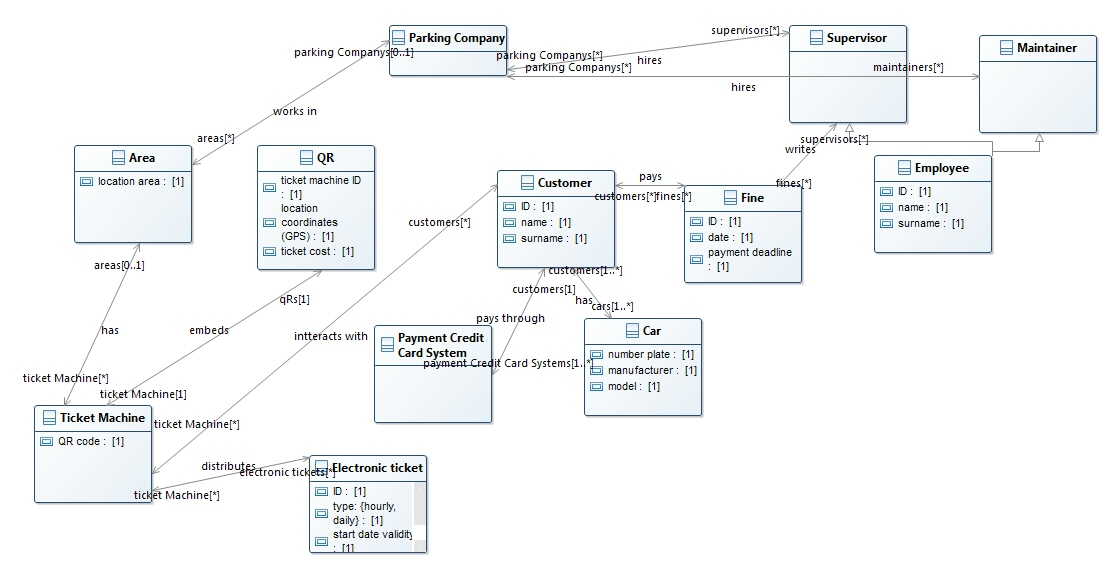 Parking Company
Supervisor
Maintainer
supervisors[*]
parking Companys[0..1]
parking Companys[*]
hires
parking Companys[*]
maintainers[*]
hires
works in
areas[*]
supervisors[*]
writes
Area
location area : [1]
QR
ticket machine ID
: [1]
location
coordinates
(GPS) : [1]
ticket cost : [1]
Customer
ID : [1]
name : [1]
surname : [1]
pays
customers[*]
fines[*]
fines[*]
Fine
ID : [1]
date : [1]
payment deadline
: [1]
Employee
ID : [1]
name : [1]
surname : [1]
customers[*]
areas[0..1]
customers[1..*]
customers[1]
has
cars[1..*]
qRs[1]
has
embeds
intteracts with
pays through
Payment Credit
Card System
payment Credit Card Systems[1..*]
Car
number plate : [1]
manufacturer : [1]
model : [1]
ticket Machine[*]
ticket Machine[1]
Ticket Machine
QR code : [1]
ticket Machine[*]
distributes
electronic tickets[*]
ticket Machine[*]
Electronic ticket
ID : [1]
type: {hourly,
daily} : [1]
start date validity
: [1]